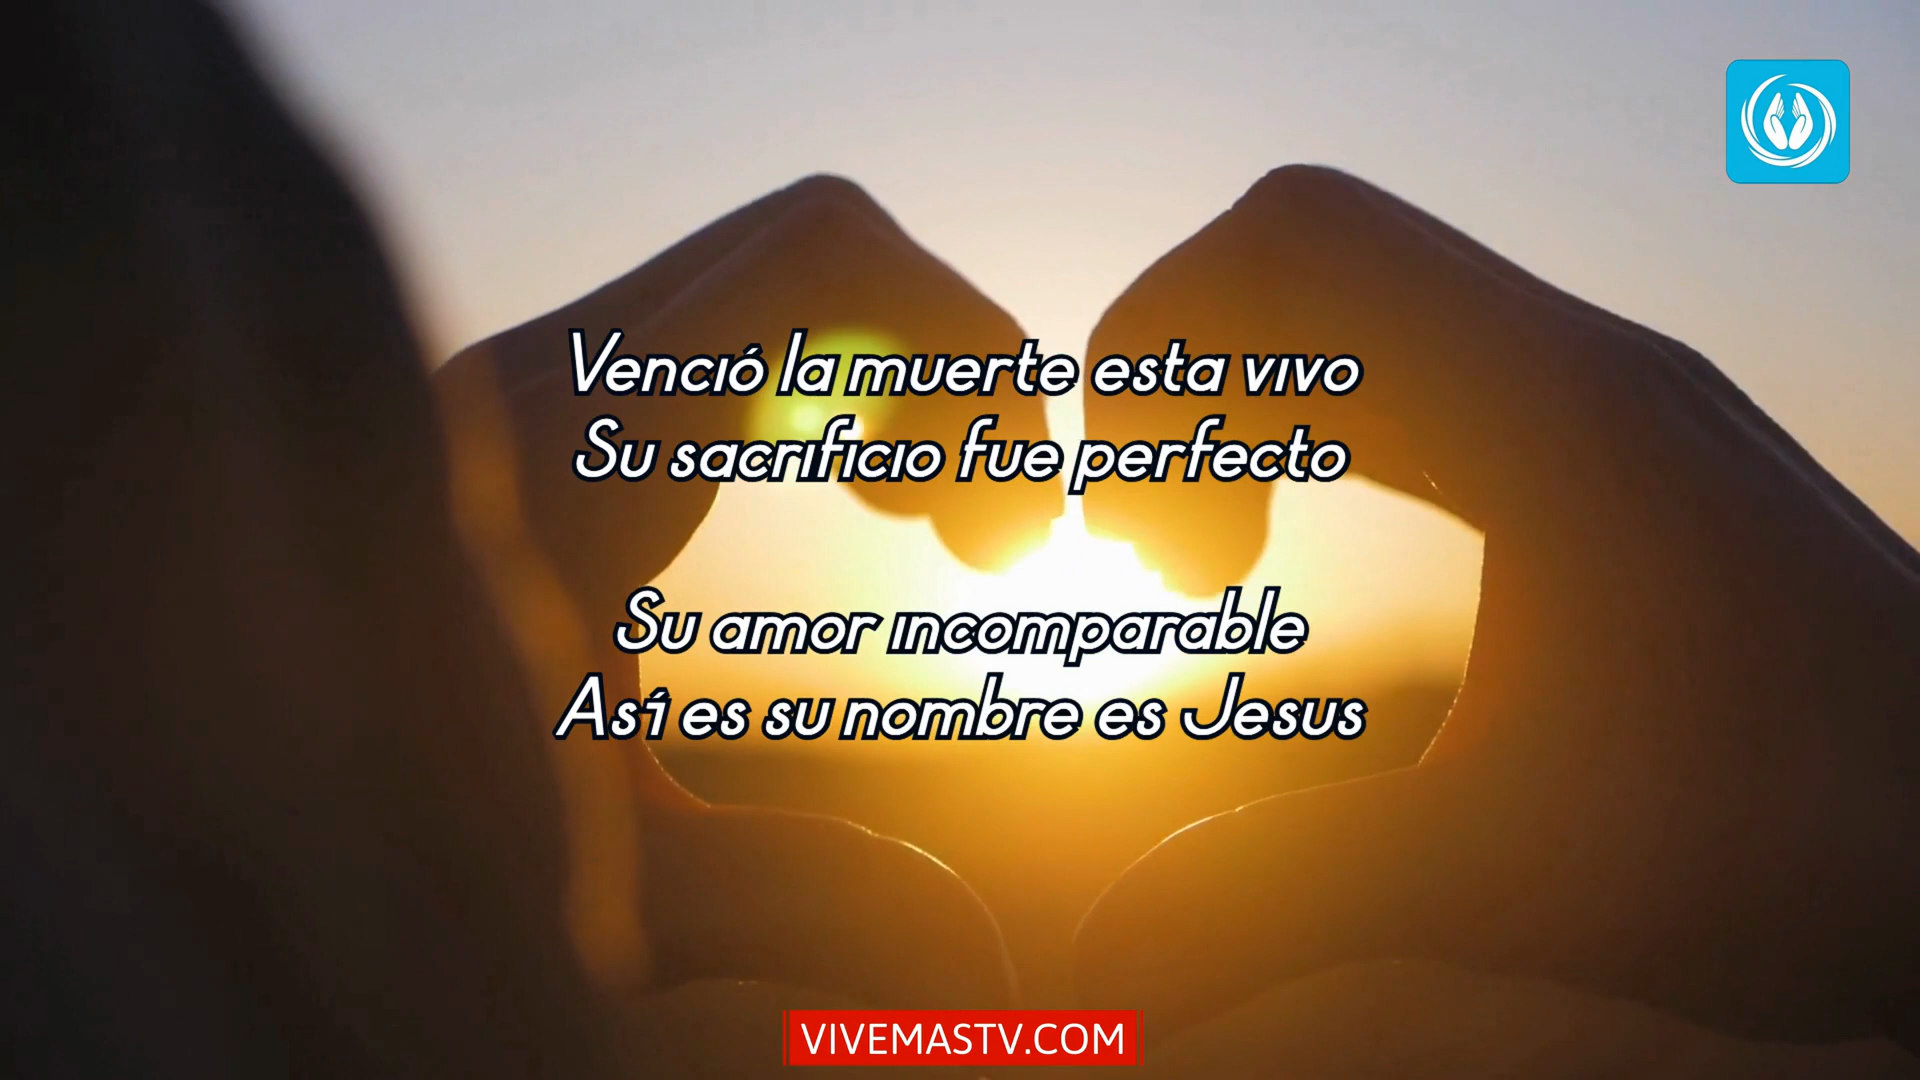 Venció la muerte esta vivo
Su sacrificio fue perfecto
Su amor incomparable
Así es su nombre es Jesus
VIVEMASTV.COM